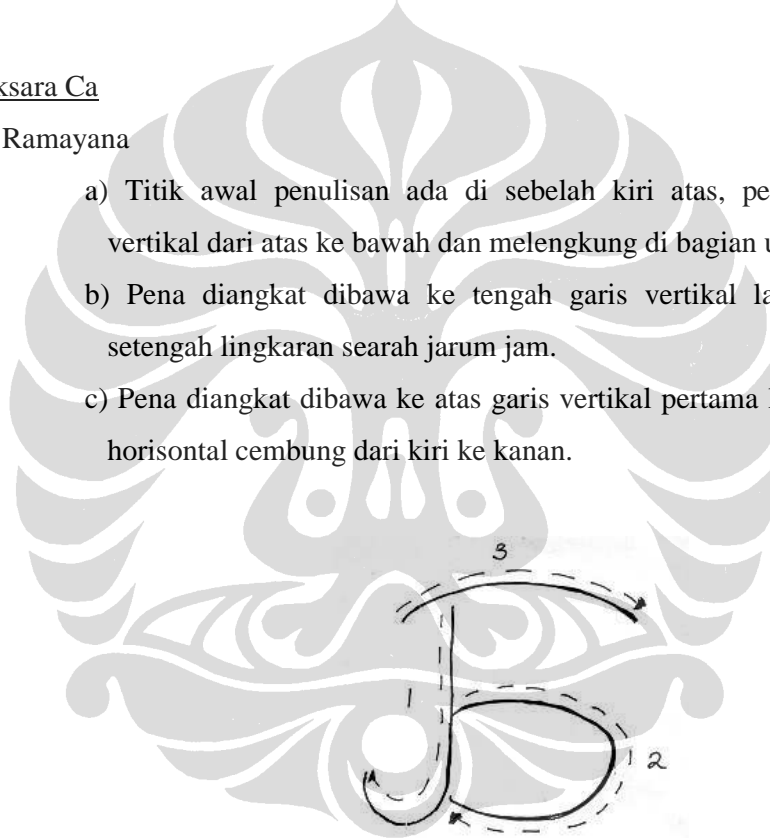 ksara Ca
Ramayana
a) Titik awal penulisan ada di sebelah kiri atas, pe
vertikal dari atas ke bawah dan melengkung di bagian u
b) Pena diangkat dibawa ke tengah garis vertikal la
setengah lingkaran searah jarum jam.
c) Pena diangkat dibawa ke atas garis vertikal pertama
horisontal cembung dari kiri ke kanan.
3
1
2